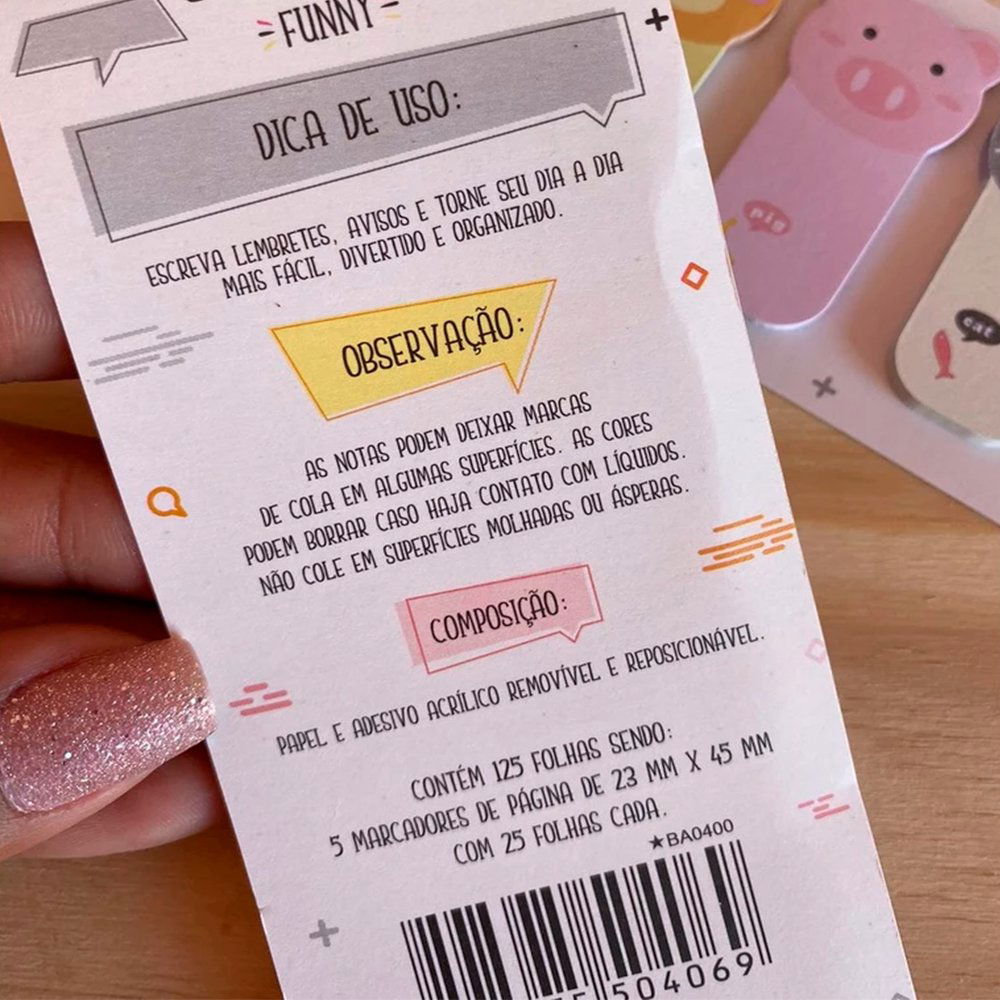 FUNNY
DICA DE USO:
ESCREVA LEMBRETES, AVISOS E TORNE SEU DIA A DIA
MAIS FÁCIL, DIVERTIDO E ORGANIZADO.
OBSERVAÇÃO:
AS NOTAS PODEM DEIXAR MARCAS
DE COLA EM ALGUMAS SUPERFÍCIES. AS CORES
PODEM BORRAR CASO HAJA CONTATO COM LÍQUIDOS.
NÃO COLE EM SUPERFÍCIES MOLHADAS OU ÁSPERAS.
COMPOSIÇÃO:
PAPEL E ADESIVO ACRÍLICO REMOVÍVEL E REPOSICIONÁVEL.
CONTÉM 125 FOLHAS SENDO:
5 MARCADORES DE PÁGINA DE 23 MM X 45 MM
COM 25 FOLHAS CADA.
★BA0400
504069
pig
cat